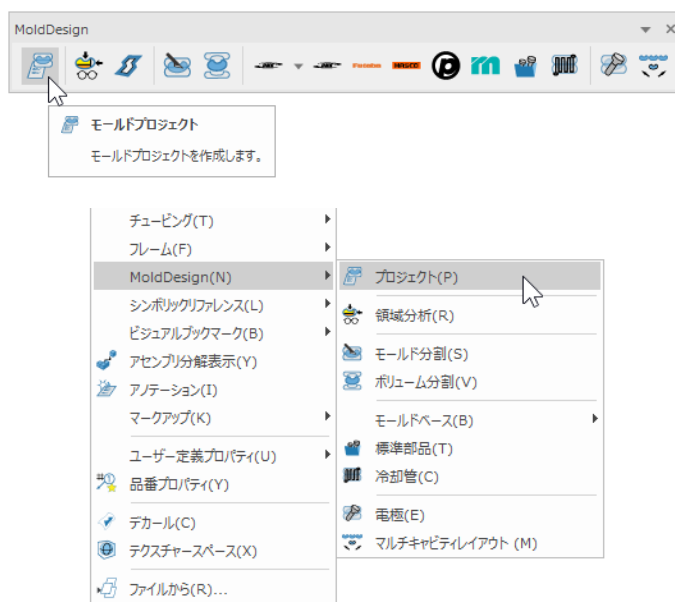 MoldDesign
モールドプロジェクト
モールドプロジェクトを作成します。
チュービング(T)
フレーム(F)
MoldDesign(N)
シンボリックリファレンス(L)
ビジュアルブックマーク(B)
アセンブリ分解表示(Y)
アノテーション(I)
マークアップ(K)
ユーザー定義プロパティ(U)
品番プロパティ(Y)
デカール(C)
テクスチャースペース(X)
ファイルから(R)...
プロジェクト(P)
領域分析(R)
モールド分割(S)
ボリューム分割(V)
モールドベース(B)
標準部品(T)
冷却管(C)
電極(E)
マルチキャビティレイアウト (M)